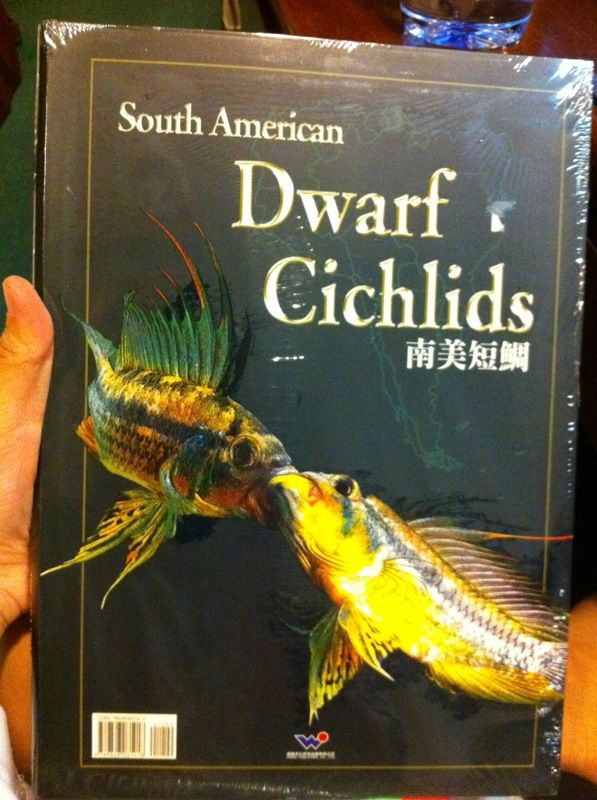 South American
Dwarf
Cichlids
南美短鯛